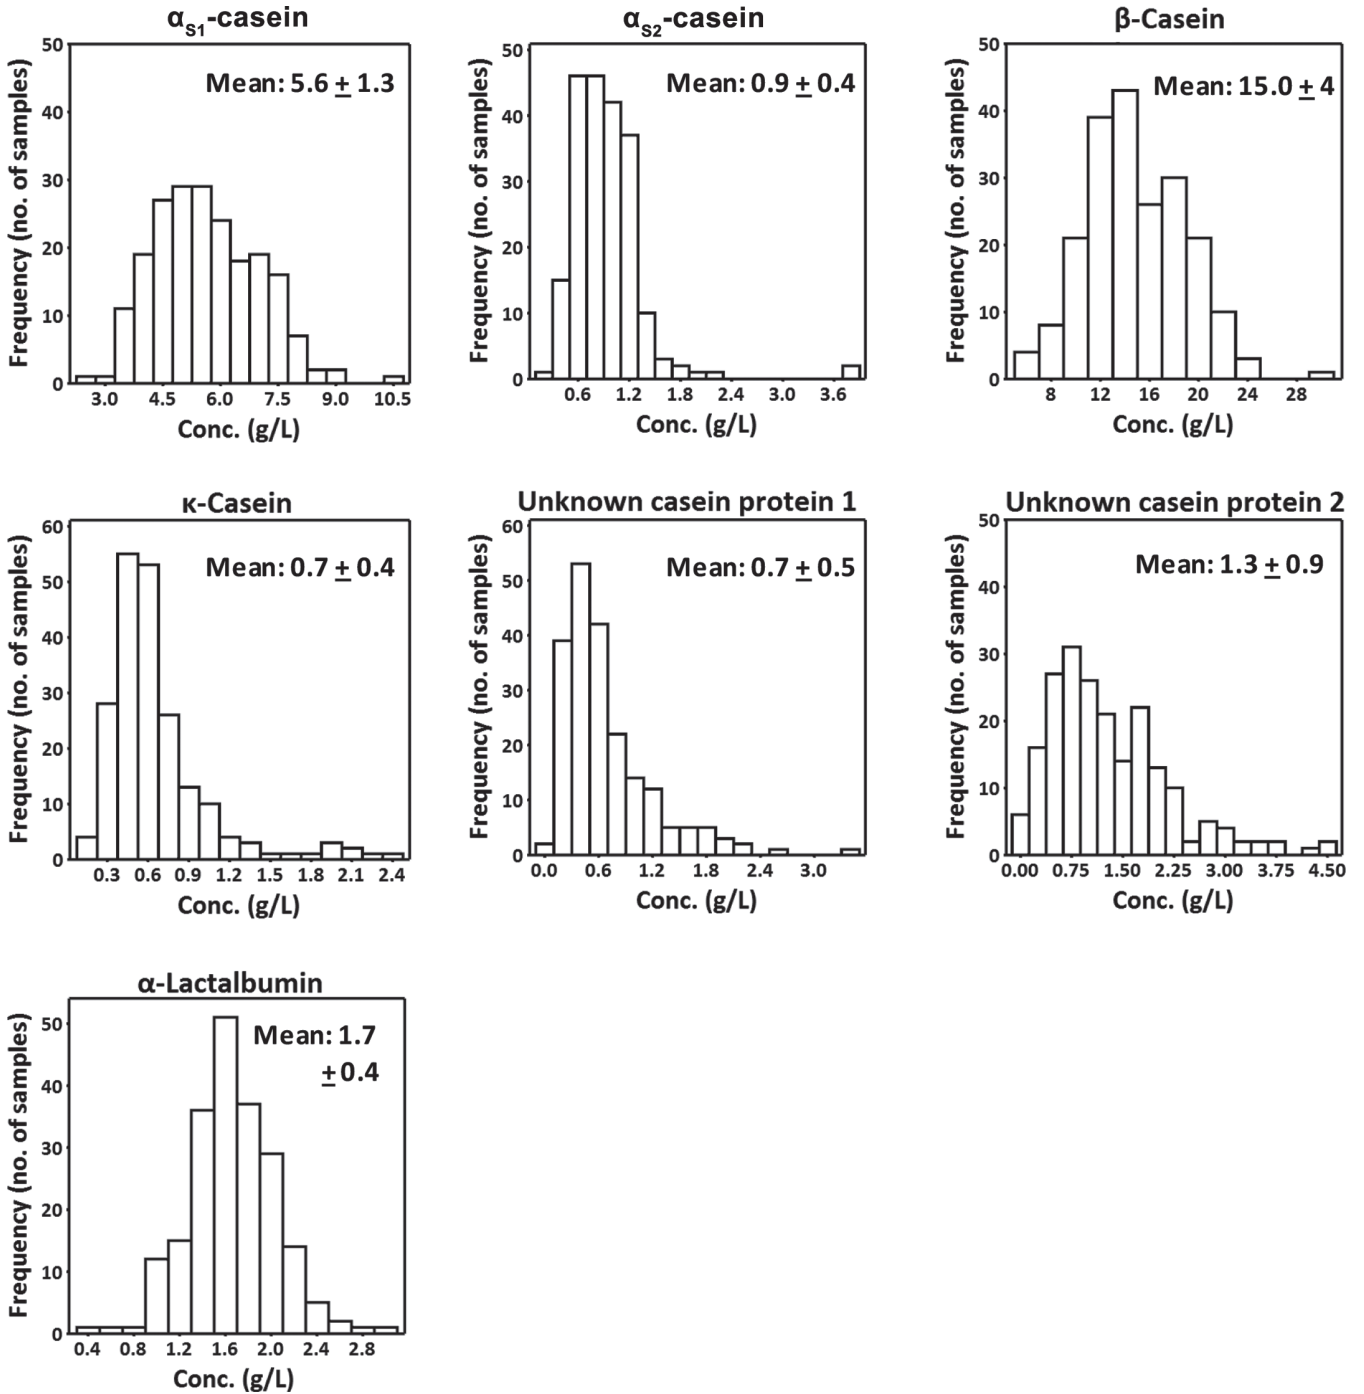 αS1-casein
Mean: 5.6 ± 1.3
Frequency (no. of samples)
50
40
30
20
10
0
3.0 4.5 6.0 7.5 9.0 10.5
Conc. (g/L)
αS2-casein
Mean: 0.9 ± 0.4
Frequency (no. of samples)
50
40
30
20
10
0
0.6 1.2 1.8 2.4 3.0 3.6
Conc. (g/L)
β-Casein
Mean: 15.0 ± 4
Frequency (no. of samples)
50
40
30
20
10
0
8 12 16 20 24 28
Conc. (g/L)
κ-Casein
Mean: 0.7 ± 0.4
Frequency (no. of samples)
60
50
40
30
20
10
0
0.3 0.6 0.9 1.2 1.5 1.8 2.1 2.4
Conc. (g/L)
Unknown casein protein 1
Mean: 0.7 ± 0.5
Frequency (no. of samples)
60
50
40
30
20
10
0
0.0 0.6 1.2 1.8 2.4 3.0
Conc. (g/L)
Unknown casein protein 2
Mean: 1.3 ± 0.9
Frequency (no. of samples)
50
40
30
20
10
0
0.00 0.75 1.50 2.25 3.00 3.75 4.50
Conc. (g/L)
α-Lactalbumin
Mean: 1.7
± 0.4
Frequency (no. of samples)
50
40
30
20
10
0
0.4 0.8 1.2 1.6 2.0 2.4 2.8
Conc. (g/L)